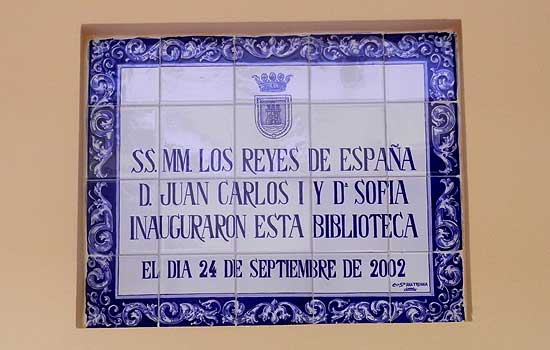 SS. MM. LOS REYES DE ESPAÑA
D. JUAN CARLOS I Y Dª SOFIA
INAUGURARON ESTA BIBLIOTECA
EL DIA 24 DE SEPTIEMBRE DE 2002